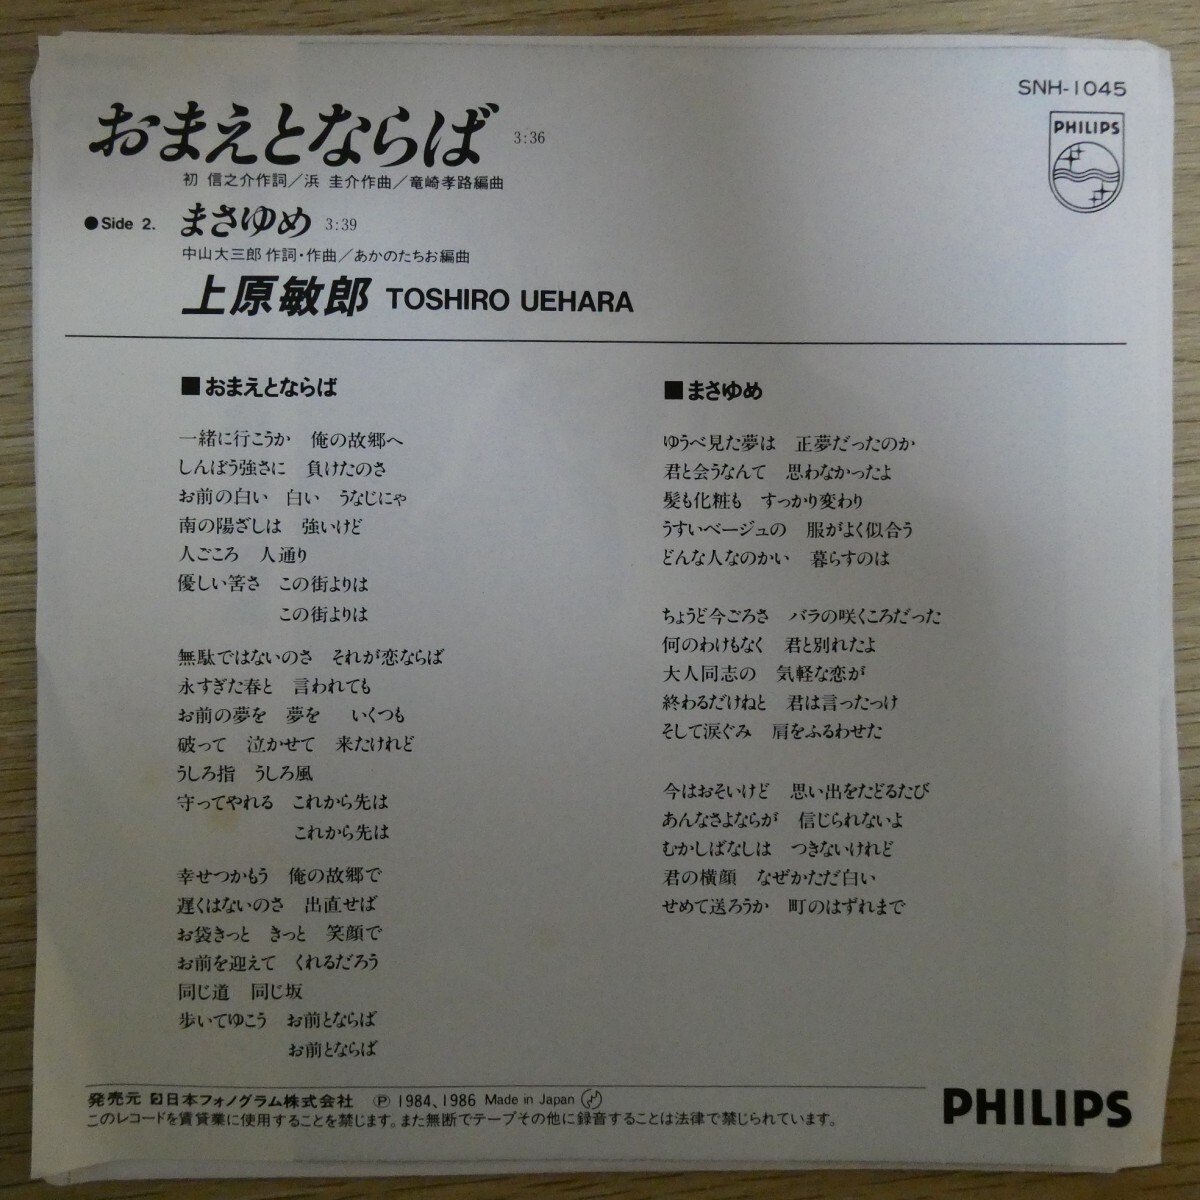 SNH-1045
PHILIPS
おまえとならば 3:36
初 信之介作詞／浜 圭介作曲／竜崎孝路編曲
●Side 2. まさゆめ 3:39
中山大三郎 作詞・作曲／あかのたちお編曲
上原敏郎 TOSHIRO UEHARA
■おまえとならば
一緒に行こうか 俺の故郷へ
しんぼう強さに 負けたのさ
お前の白い 白い うなじにゃ
南の陽ざしは 強いけど
人ごころ 人通り
優しい筈さ この街よりは
この街よりは
無駄ではないのさ それが恋ならば
永すぎた春と 言われても
お前の夢を 夢を いくつも
破って 泣かせて 来たけれど
うしろ指 うしろ風
守ってやれる これから先は
これから先は
幸せつかもう 俺の故郷で
遅くはないのさ 出直せば
お袋きっと きっと 笑顔で
お前を迎えて くれるだろう
同じ道 同じ坂
歩いてゆこう お前とならば
お前とならば
■まさゆめ
ゆうべ見た夢は 正夢だったのか
君と会うなんて 思わなかったよ
髪も化粧も すっかり変わり
うすいベージュの 服がよく似合う
どんな人なのかい 暮らすのは
ちょうど今ごろさ バラの咲くころだった
何のわけもなく 君と別れたよ
大人同志の 気軽な恋が
終わるだけねと 君は言ったっけ
そして涙ぐみ 肩をふるわせた
今はおそいけど 思い出をたどるたび
あんなさよならが 信じられないよ
むかしばなしは つきないけれど
君の横顔 なぜかただ白い
せめて送ろうか 町のはずれまで
発売元 日本フォノグラム株式会社 Ⓟ 1984、1986 Made in Japan
このレコードを賃貸業に使用することを禁じます。また無断でテープその他に録音することは法律で禁じられています。
PHILIPS